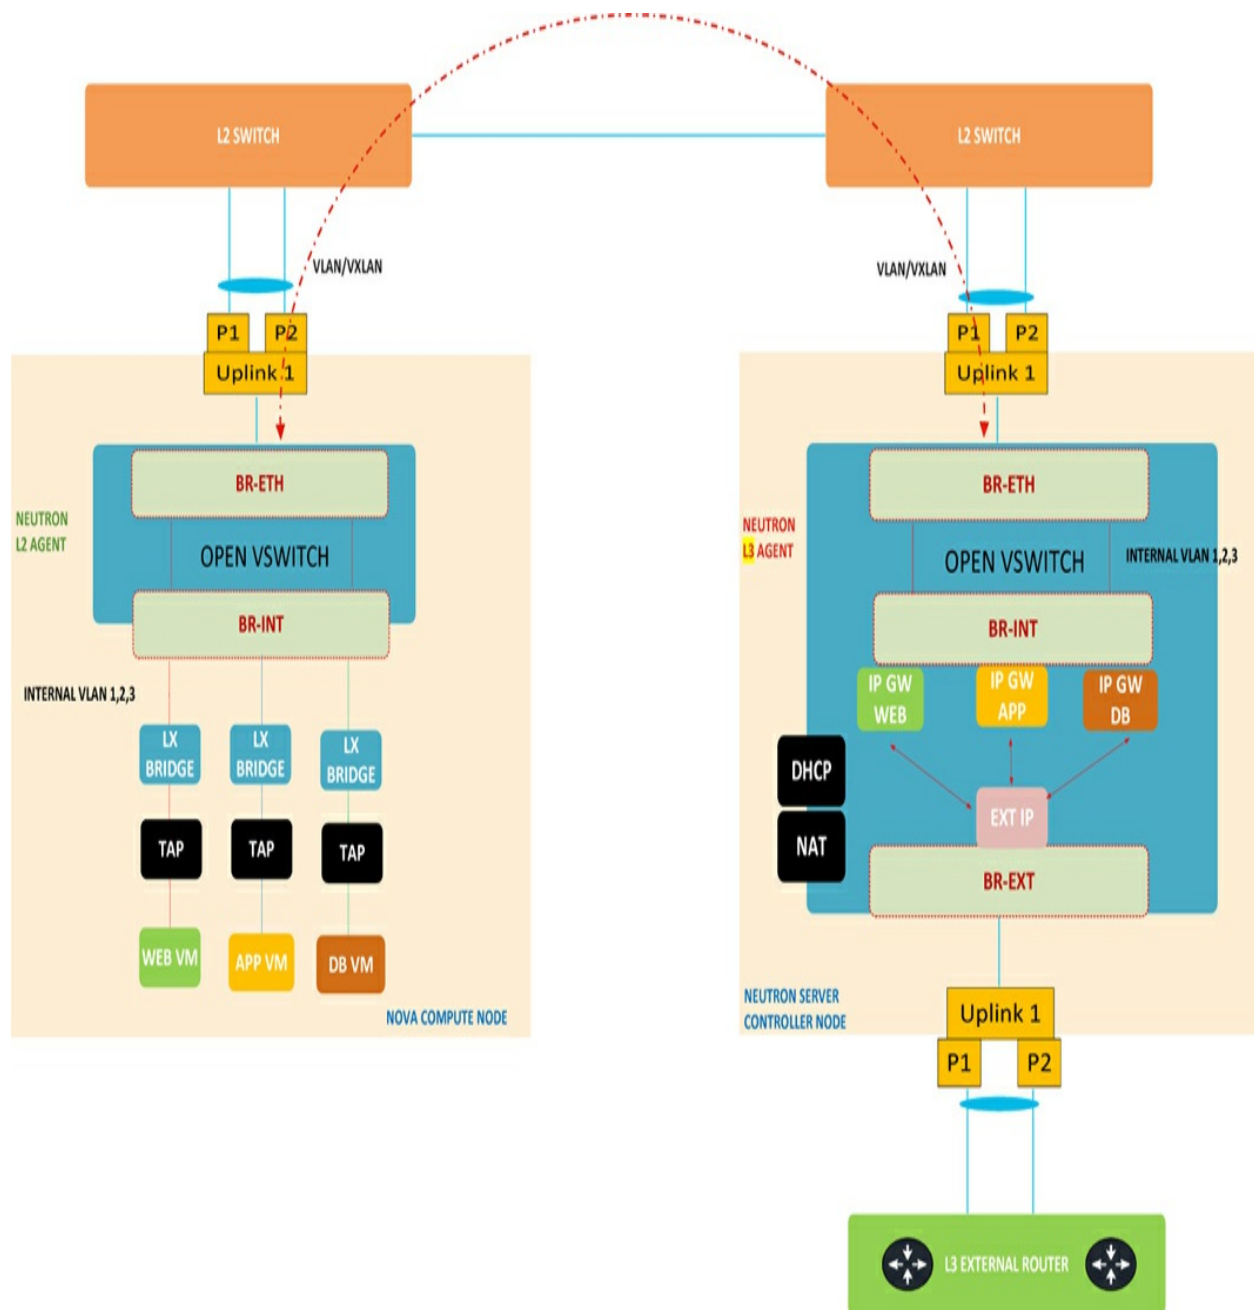 L2 SWITCH
L2 SWITCH
VLAN/VXLAN
VLAN/VXLAN
P1
P2
Uplink 1
P1
P2
Uplink 1
BR-ETH
NEUTRON
L2 AGENT
OPEN VSWITCH
BR-INT
INTERNAL VLAN 1,2,3
LX
BRIDGE
LX
BRIDGE
LX
BRIDGE
TAP
TAP
TAP
WEB VM
APP VM
DB VM
NOVA COMPUTE NODE
BR-ETH
NEUTRON
L3 AGENT
OPEN VSWITCH
INTERNAL VLAN 1,2,3
BR-INT
IP GW
WEB
IP GW
APP
IP GW
DB
DHCP
NAT
EXT IP
BR-EXT
NEUTRON SERVER
CONTROLLER NODE
Uplink 1
P1
P2
L3 EXTERNAL ROUTER